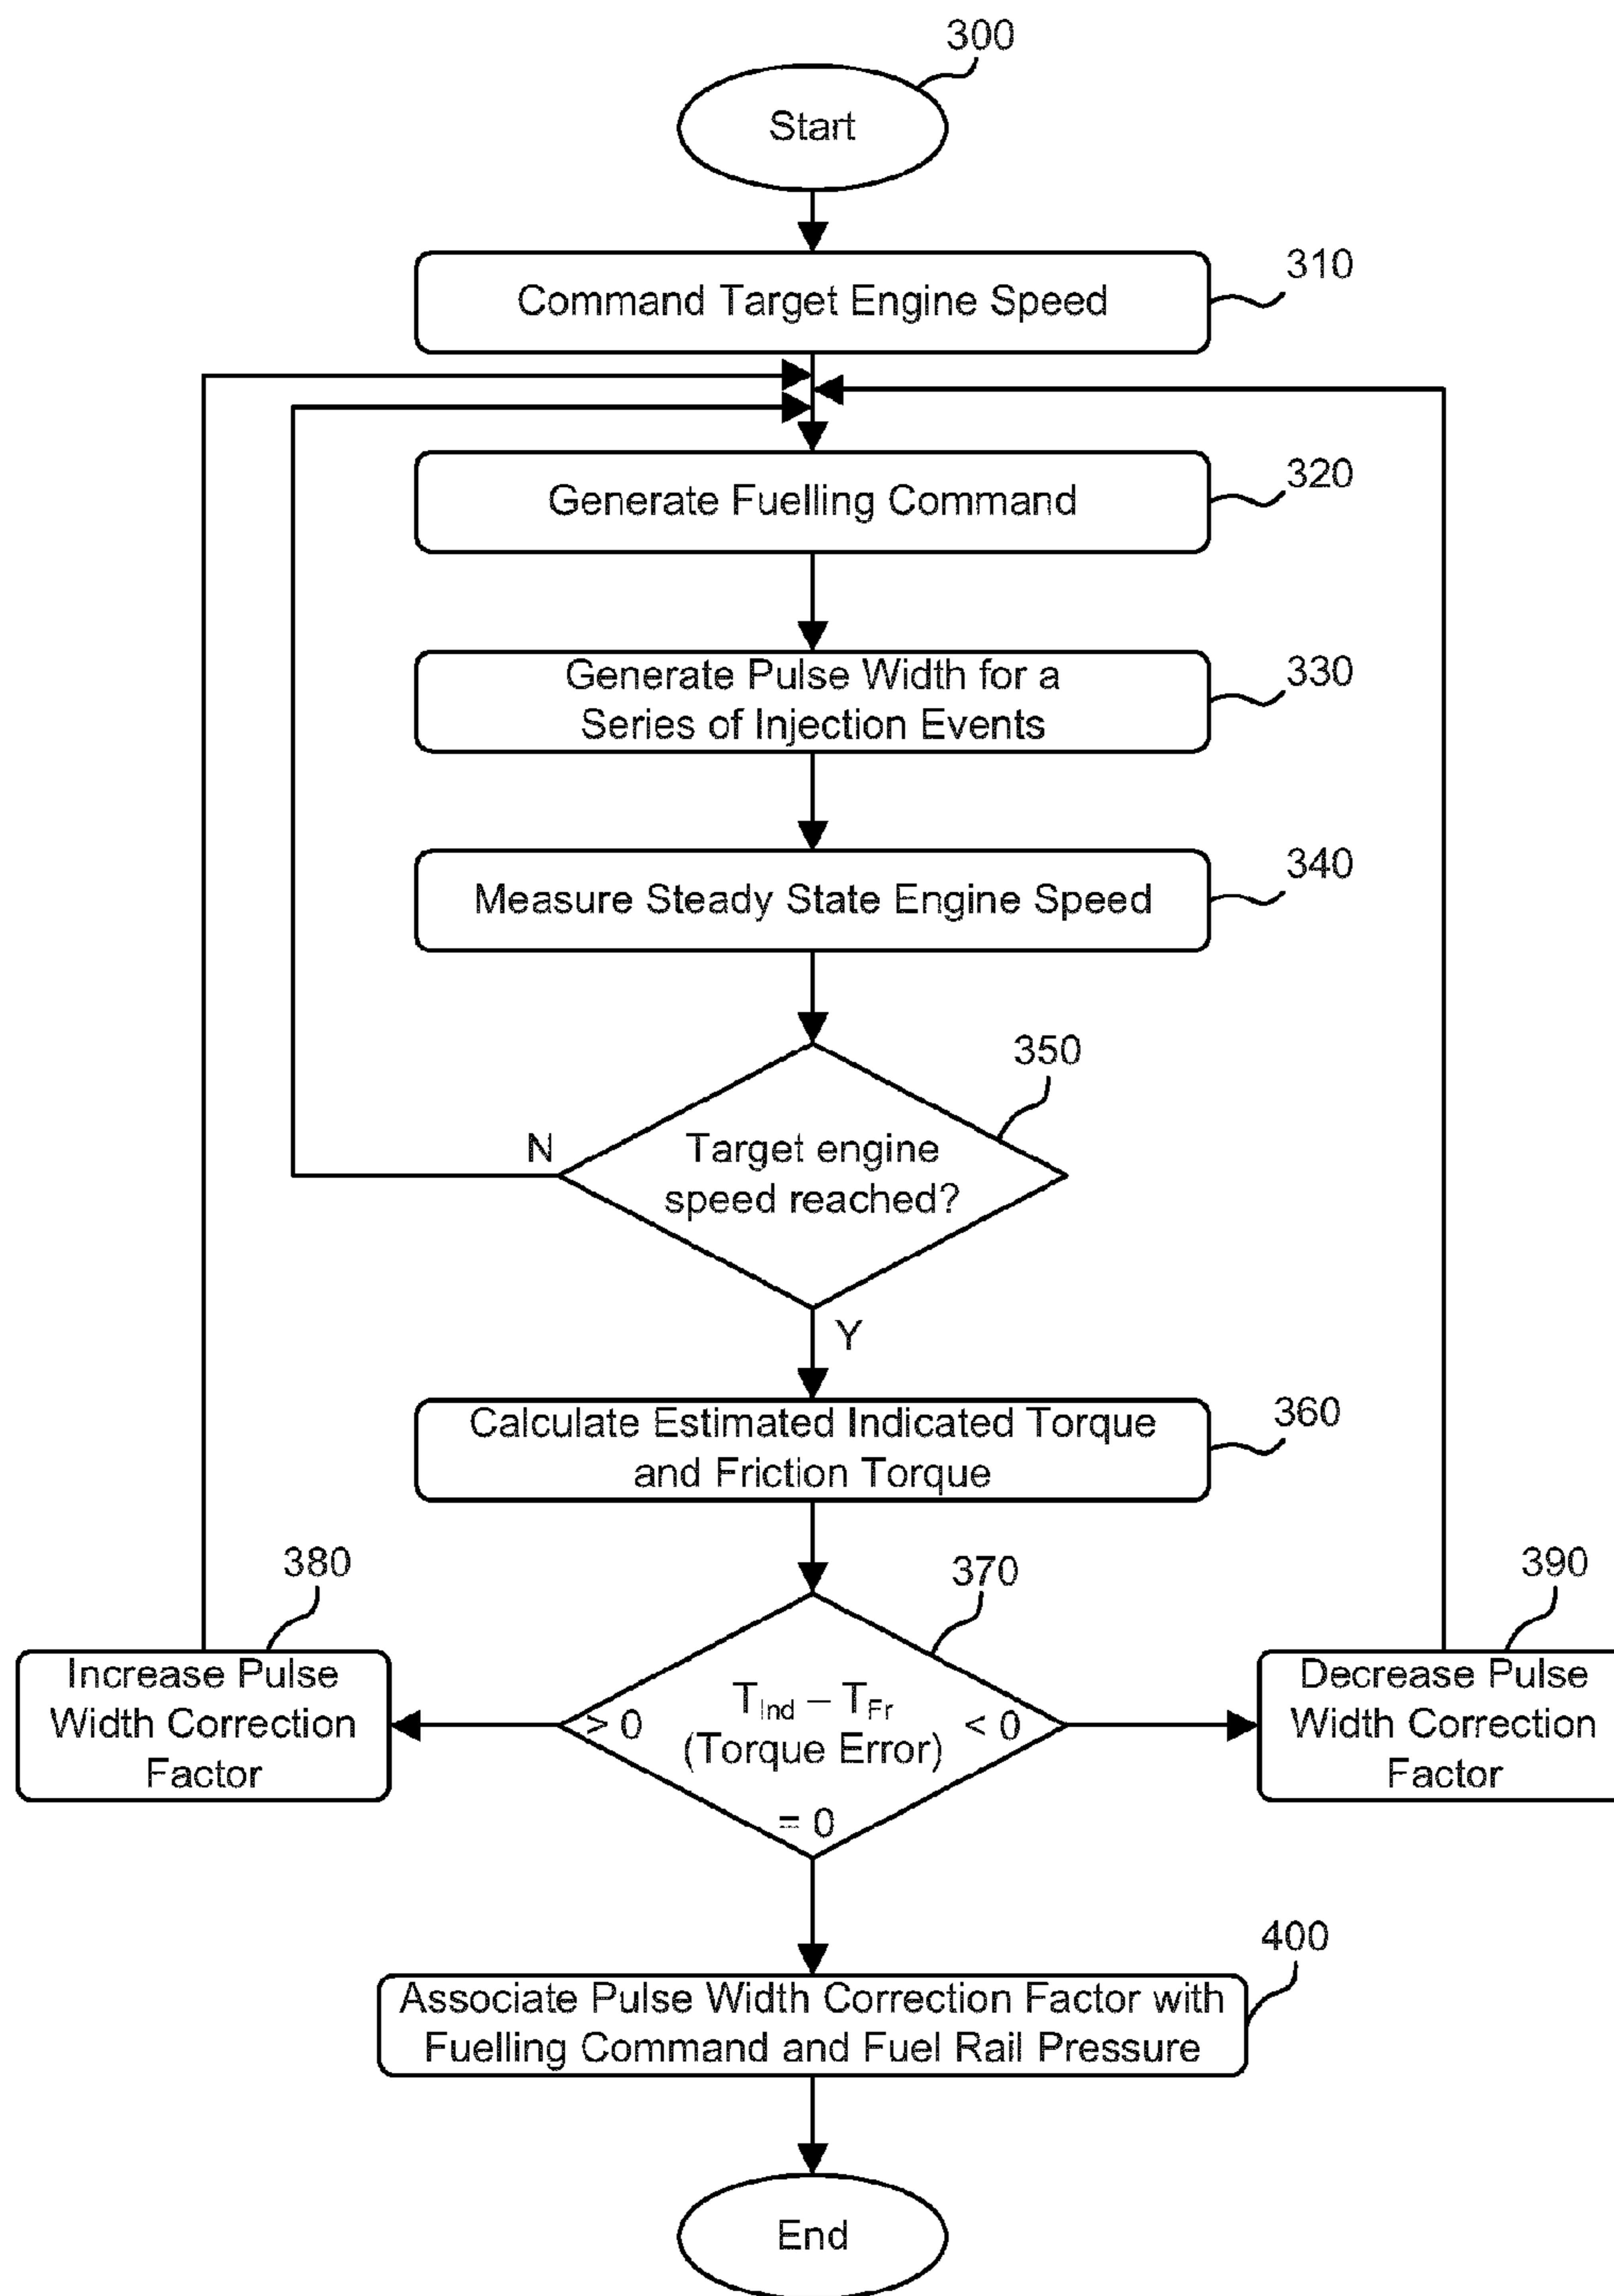 300
Start
310
Command Target Engine Speed
320
Generate Fuelling Command
330
Generate Pulse Width for a
Series of Injection Events
340
Measure Steady State Engine Speed
350
N
Target engine
speed reached?
Y
360
Calculate Estimated Indicated Torque
and Friction Torque
380
370
390
Increase Pulse
Width Correction
Factor
> 0
T_Ind – T_Fr
(Torque Error)
< 0
= 0
Decrease Pulse
Width Correction
Factor
400
Associate Pulse Width Correction Factor with
Fuelling Command and Fuel Rail Pressure
End